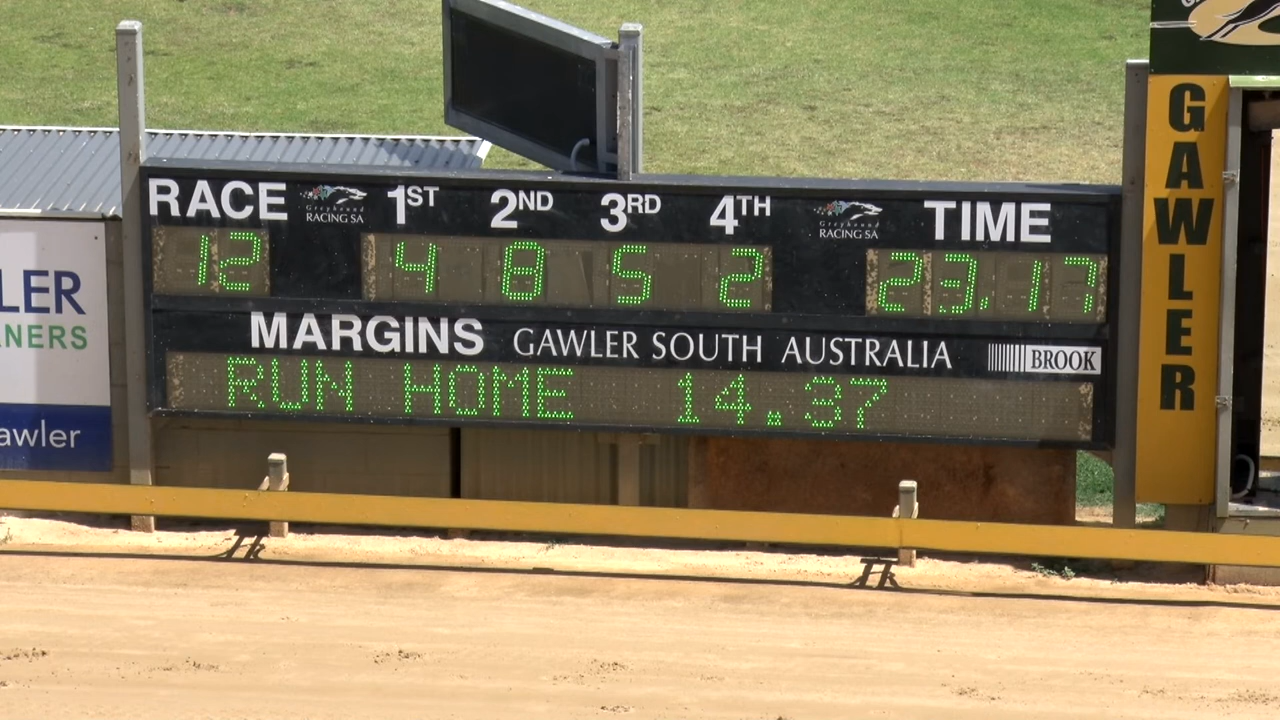 RACE 1ST 2ND 3RD 4TH TIME
Greyhound RACING SA
Greyhound RACING SA
12 4 8 5 2 23.17
MARGINS GAWLER SOUTH AUSTRALIA BROOK
RUN HOME 14.37
GAWLER
LER
NERS
awler